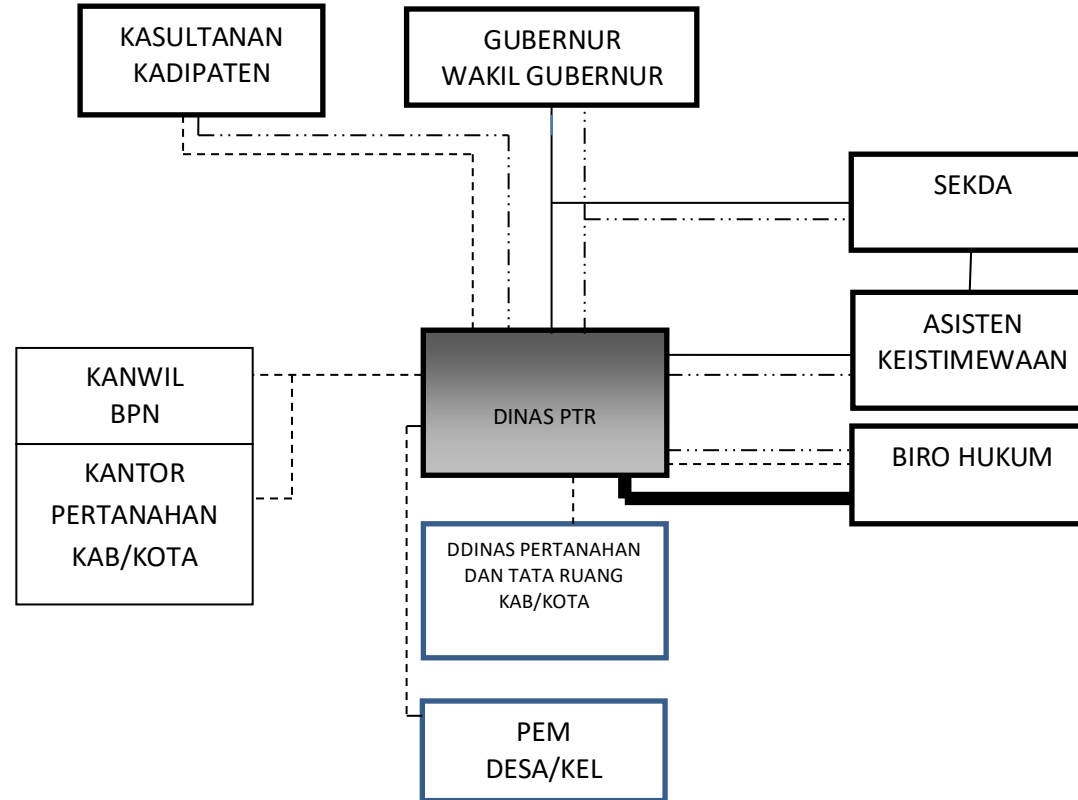 KASULTANAN
KADIPATEN
GUBERNUR
WAKIL GUBERNUR
SEKDA
ASISTEN
KEISTIMEWAAN
KANWIL
BPN
DINAS PTR
KANTOR
PERTANAHAN
KAB/KOTA
BIRO HUKUM
DDINAS PERTANAHAN
DAN TATA RUANG
KAB/KOTA
PEM
DESA/KEL